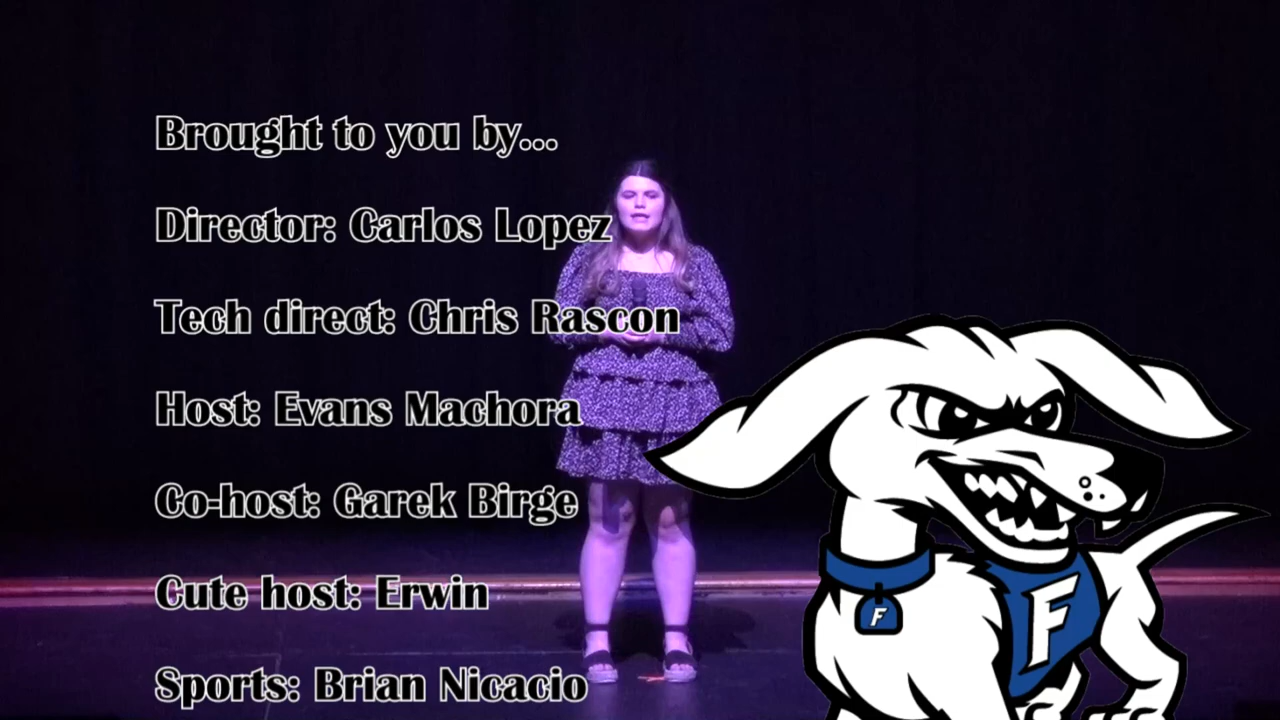 Brought to you by...
Director: Carlos Lopez
Tech direct: Chris Rascon
Host: Evans Machora
Co-host: Garek Birge
Cute host: Erwin
Sports: Brian Nicacio
F
F